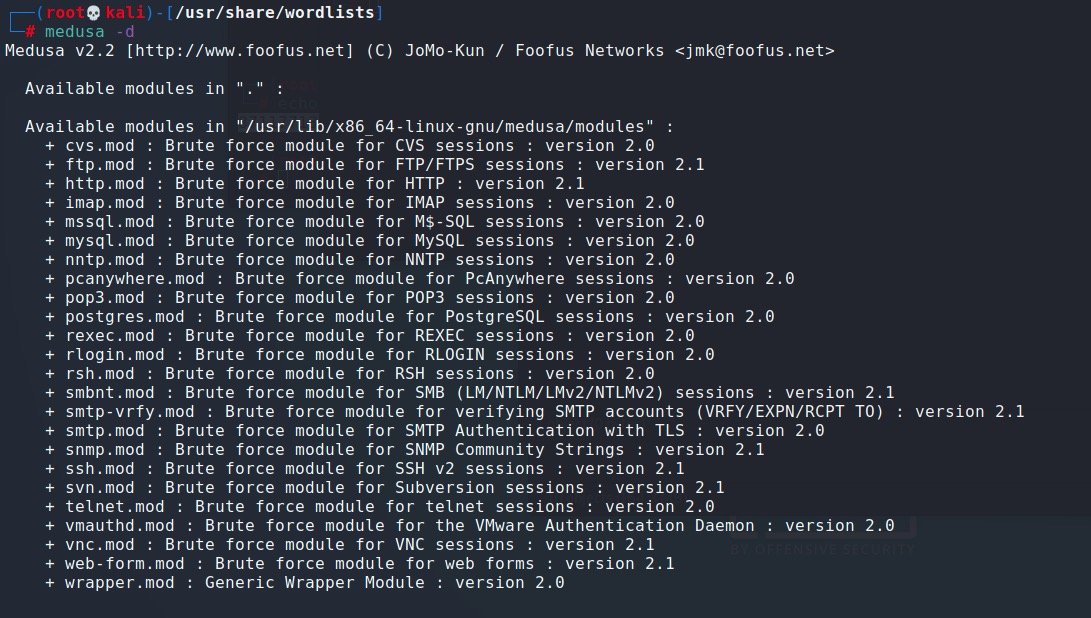 ┌──(root💀kali)-[/usr/share/wordlists]
└─# medusa -d
Medusa v2.2 [http://www.foofus.net] (C) JoMo-Kun / Foofus Networks <jmk@foofus.net>
Available modules in "." :
Available modules in "/usr/lib/x86_64-linux-gnu/medusa/modules" :
+ cvs.mod : Brute force module for CVS sessions : version 2.0
+ ftp.mod : Brute force module for FTP/FTPS sessions : version 2.1
+ http.mod : Brute force module for HTTP : version 2.1
+ imap.mod : Brute force module for IMAP sessions : version 2.0
+ mssql.mod : Brute force module for M$-SQL sessions : version 2.0
+ mysql.mod : Brute force module for MySQL sessions : version 2.0
+ nntp.mod : Brute force module for NNTP sessions : version 2.0
+ pcanywhere.mod : Brute force module for PcAnywhere sessions : version 2.0
+ pop3.mod : Brute force module for POP3 sessions : version 2.0
+ postgres.mod : Brute force module for PostgreSQL sessions : version 2.0
+ rexec.mod : Brute force module for REXEC sessions : version 2.0
+ rlogin.mod : Brute force module for RLOGIN sessions : version 2.0
+ rsh.mod : Brute force module for RSH sessions : version 2.0
+ smbnt.mod : Brute force module for SMB (LM/NTLM/LMv2/NTLMv2) sessions : version 2.1
+ smtp-vrfy.mod : Brute force module for verifying SMTP accounts (VRFY/EXPN/RCPT TO) : version 2.1
+ smtp.mod : Brute force module for SMTP Authentication with TLS : version 2.0
+ snmp.mod : Brute force module for SNMP Community Strings : version 2.1
+ ssh.mod : Brute force module for SSH v2 sessions : version 2.1
+ svn.mod : Brute force module for Subversion sessions : version 2.1
+ telnet.mod : Brute force module for telnet sessions : version 2.0
+ vmauthd.mod : Brute force module for the VMware Authentication Daemon : version 2.0
+ vnc.mod : Brute force module for VNC sessions : version 2.1
+ web-form.mod : Brute force module for web forms : version 2.1
+ wrapper.mod : Generic Wrapper Module : version 2.0
root
# echo
BY OFFENSIVE SECURITY